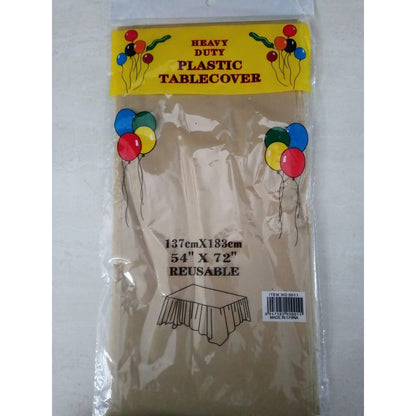 HEAVY
DUTY
PLASTIC
TABLECOVER
137cmX183cm
54" X 72"
REUSABLE
MADE IN CHINA